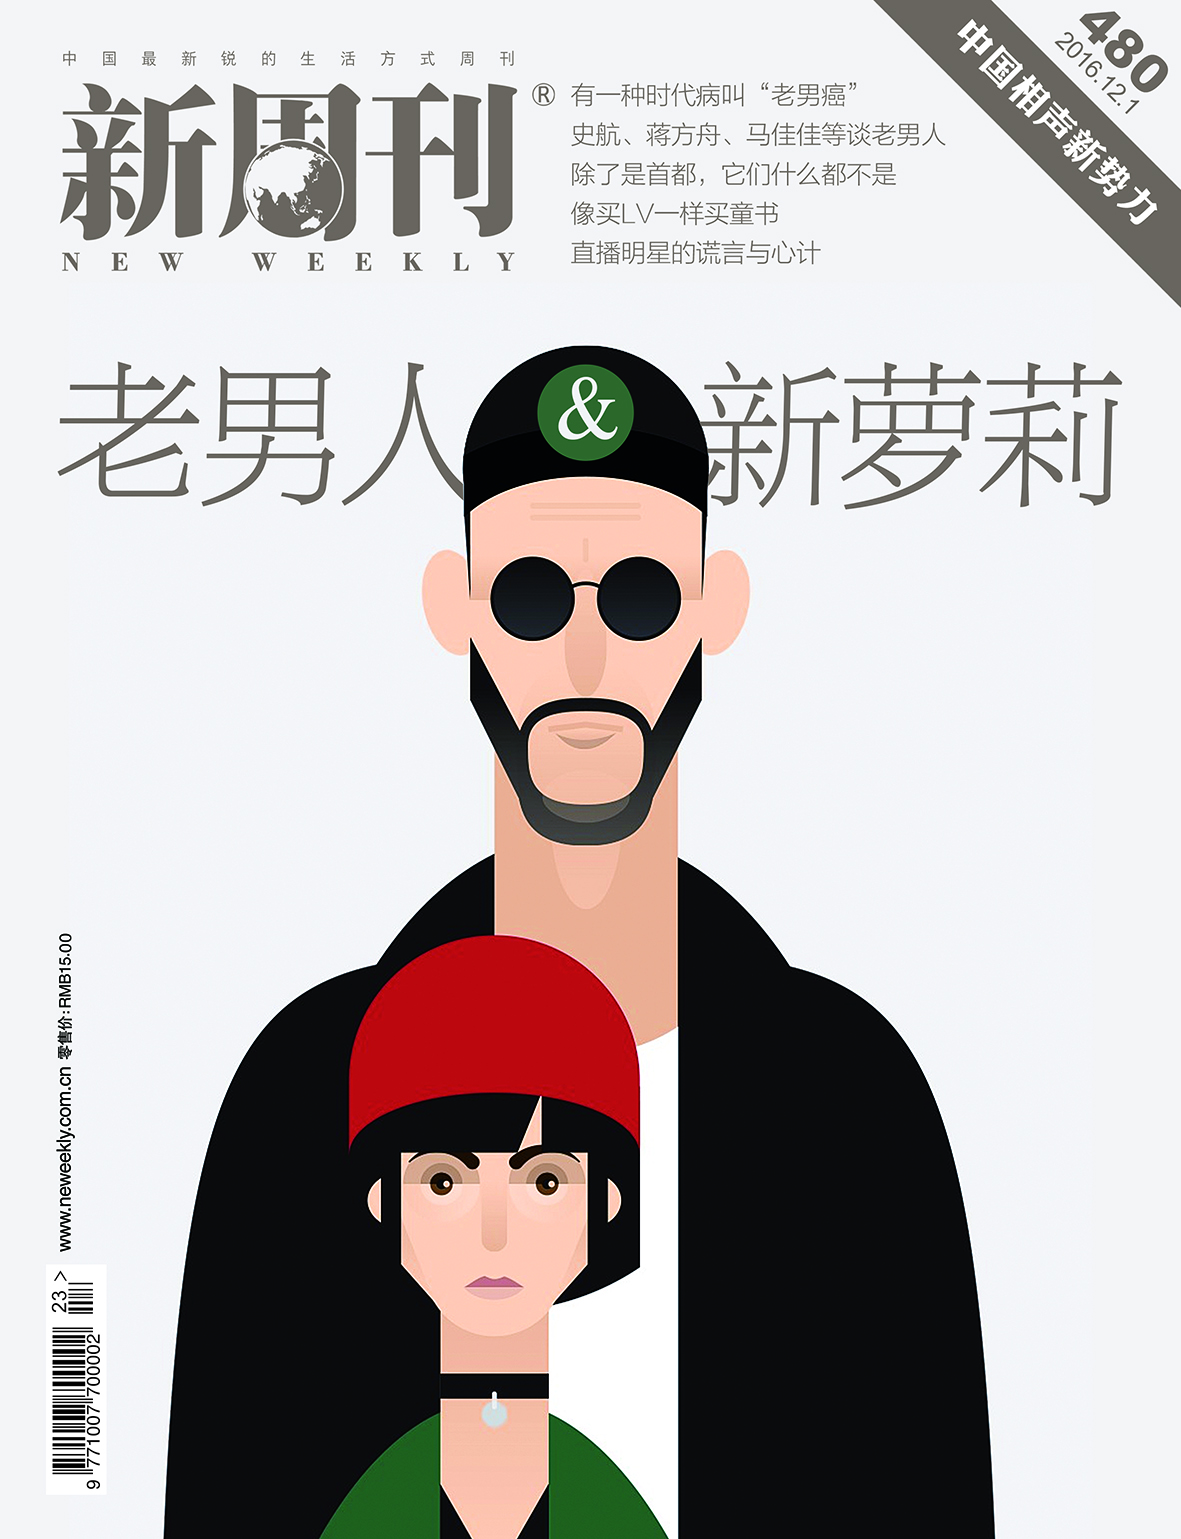 中国最新锐的生活方式周刊
新周刊®
NEW WEEKLY
有一种时代病叫“老男癌”
史航、蒋方舟、马佳佳等谈老男人
除了是首都，它们什么都不是
像买LV一样买童书
直播明星的谎言与心计
480
2016.12.1
中国相声新势力
老男人&新萝莉
www.neweekly.com.cn 零售价:RMB15.00
23>
9 771007 700002